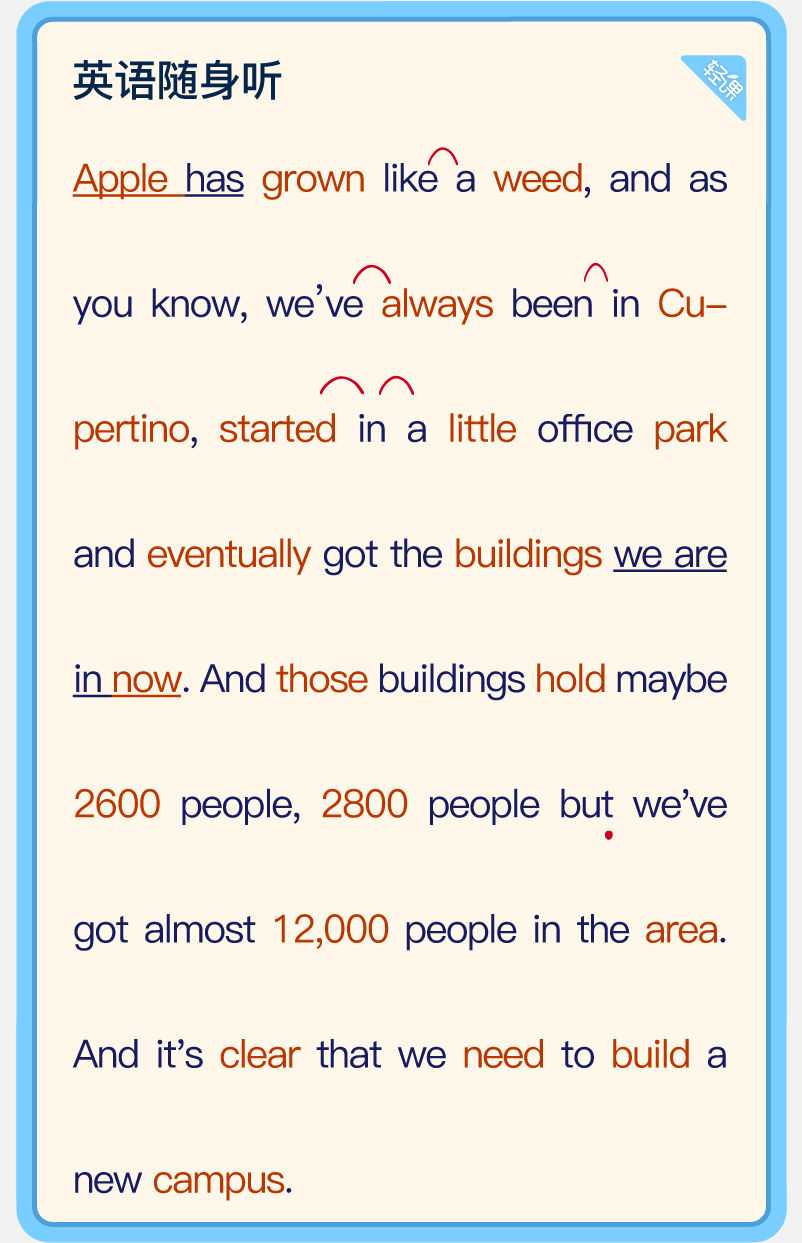 英语随身听
轻课
Apple has grown like a weed, and as
you know, we've always been in Cu-
pertino, started in a little office park
and eventually got the buildings we are
in now. And those buildings hold maybe
2600 people, 2800 people but we've
got almost 12,000 people in the area.
And it's clear that we need to build a
new campus.